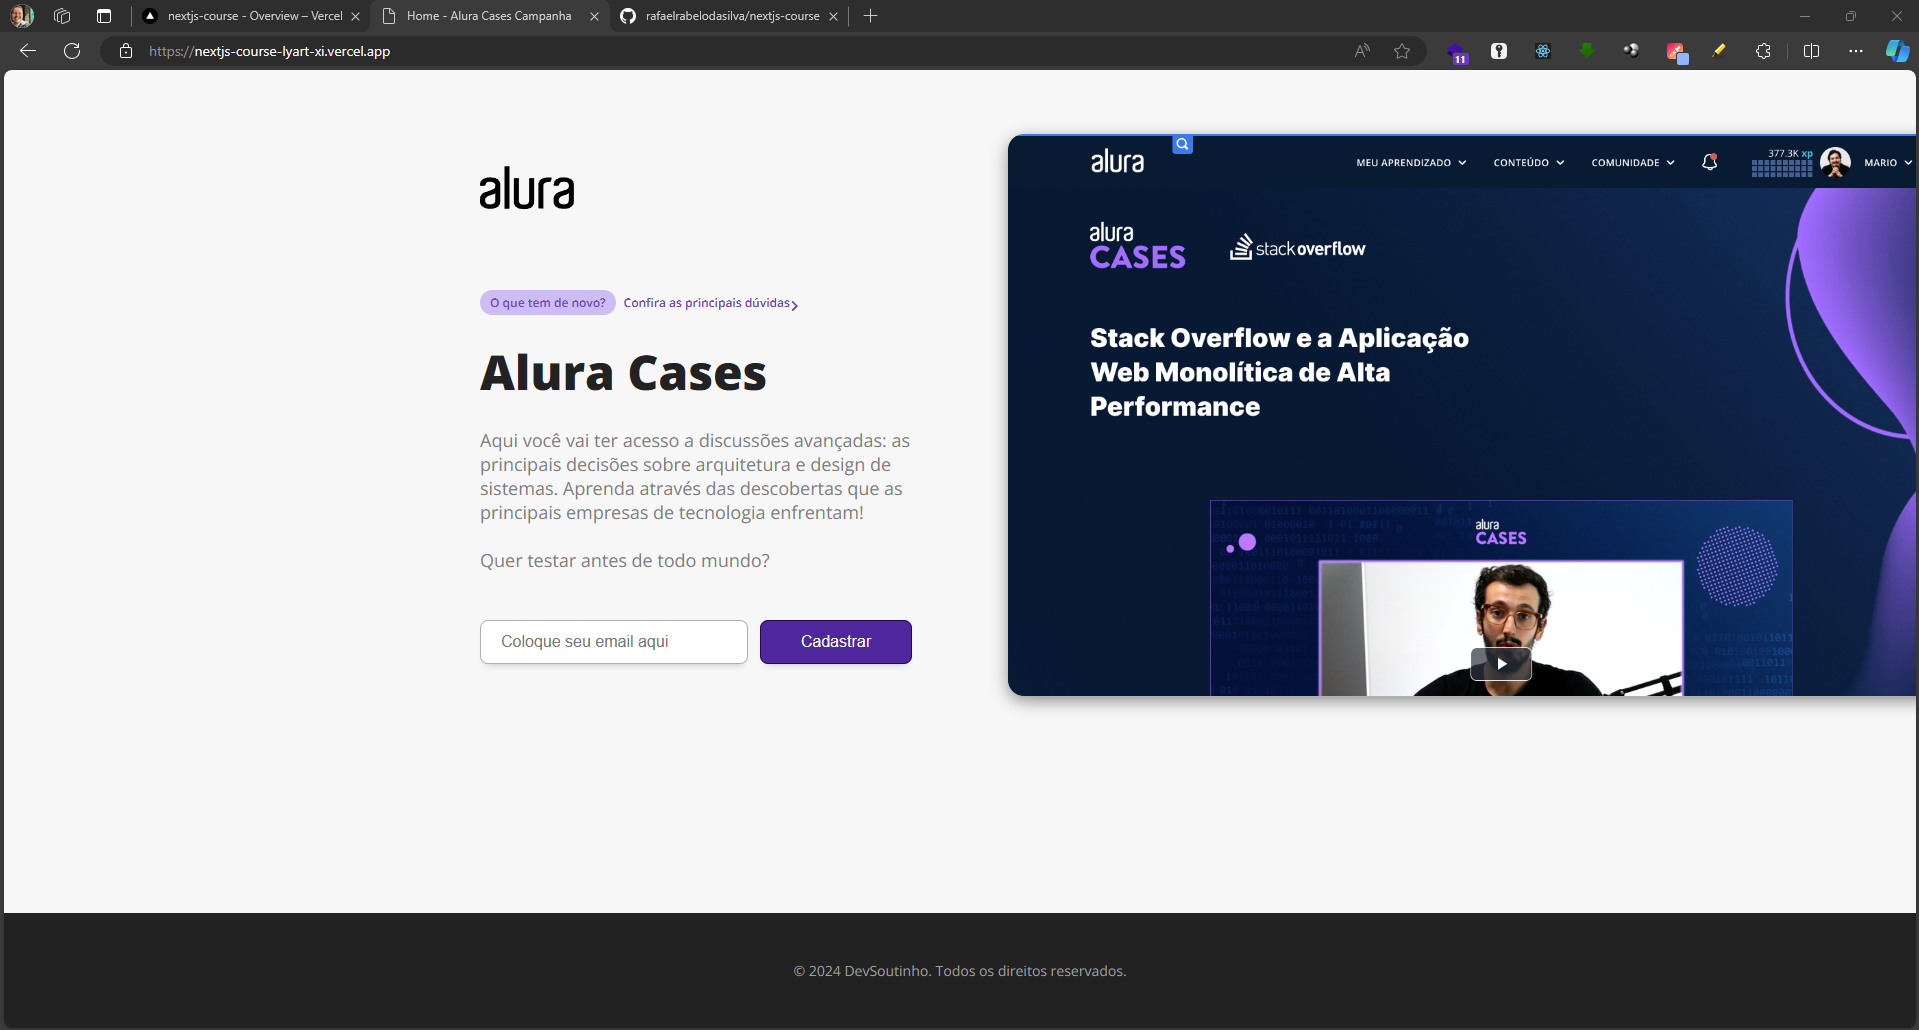 nextjs-course - Overview – Vercel
Home - Alura Cases Campanha
rafaelrabelodasilva/nextjs-course
https://nextjs-course-lyart-xi.vercel.app
11
alura
O que tem de novo? Confira as principais dúvidas
Alura Cases
Aqui você vai ter acesso a discussões avançadas: as
principais decisões sobre arquitetura e design de
sistemas. Aprenda através das descobertas que as
principais empresas de tecnologia enfrentam!
Quer testar antes de todo mundo?
Coloque seu email aqui
Cadastrar
alura
MEU APRENDIZADO
CONTEÚDO
COMUNIDADE
377.3K xp
MARIO
alura
CASES
stackoverflow
Stack Overflow e a Aplicação
Web Monolítica de Alta
Performance
alura
CASES
© 2024 DevSoutinho. Todos os direitos reservados.